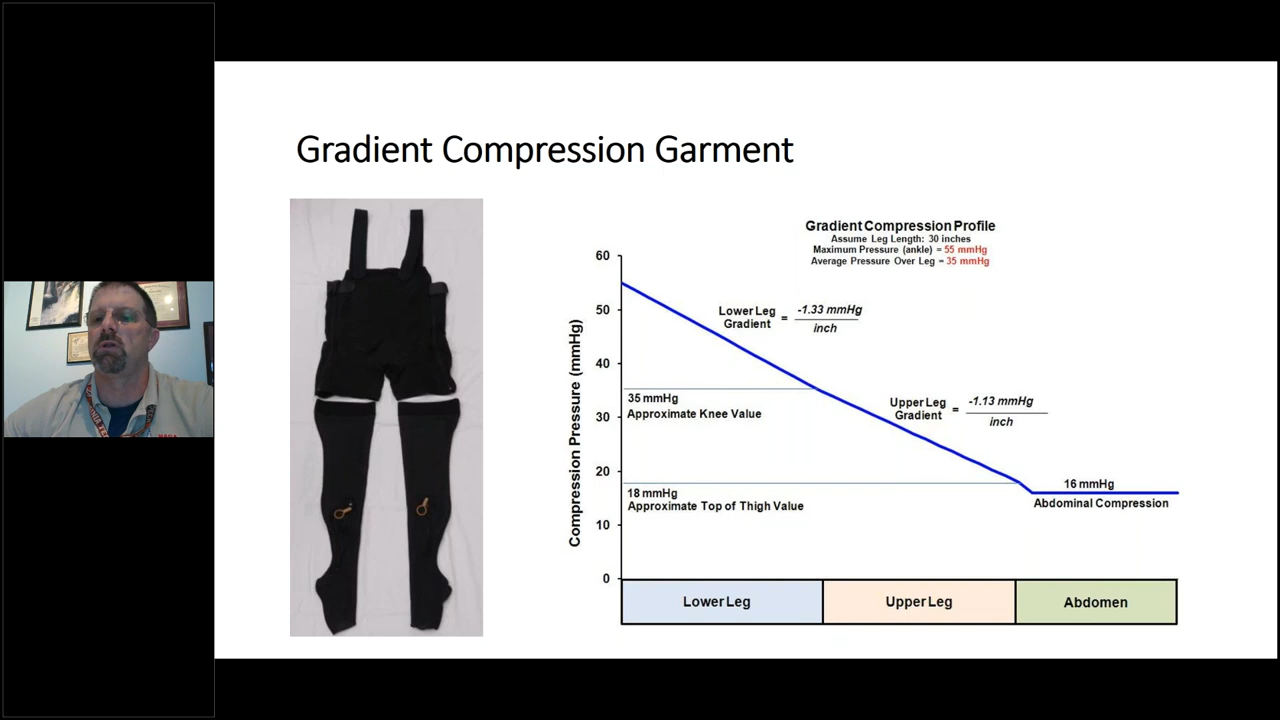 Gradient Compression Garment
Gradient Compression Profile
Assume Leg Length: 30 inches
Maximum Pressure (ankle) = 55 mmHg
Average Pressure Over Leg = 35 mmHg
Compression Pressure (mmHg)
60
50
40
30
20
10
0
Lower Leg
Gradient
=
-1.33 mmHg
inch
35 mmHg
Approximate Knee Value
Upper Leg
Gradient
=
-1.13 mmHg
inch
18 mmHg
Approximate Top of Thigh Value
16 mmHg
Abdominal Compression
Lower Leg
Upper Leg
Abdomen